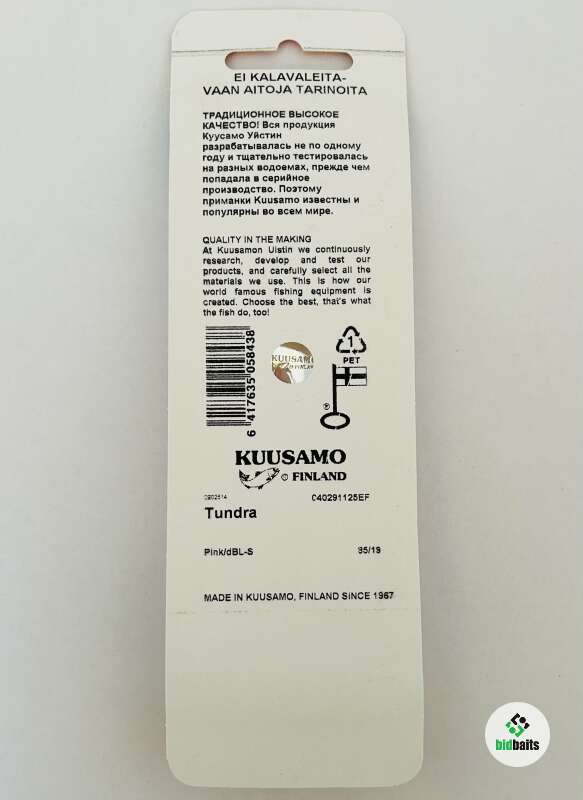 EI KALAVALEITA-
VAAN AITOJA TARINOITA
ТРАДИЦИОННОЕ ВЫСОКОЕ
КАЧЕСТВО! Вся продукция
Куусамо Уйстин
разрабатывалась не по одному
году и тщательно тестировалась
на разных водоемах, прежде чем
попадала в серийное
производство. Поэтому
приманки Kuusamo известны и
популярны во всем мире.
QUALITY IN THE MAKING
At Kuusamon Uistin we continuously
research, develop and test our
products, and carefully select all the
materials we use. This is how our
world famous fishing equipment is
created. Choose the best, that's what
the fish do, too!
6 417635 058438
KUUSAMO
1
PET
KUUSAMO
© FINLAND
040291125EF
Tundra
Pink/dBL-S 95/19
MADE IN KUUSAMO, FINLAND SINCE 1967
bidbaits